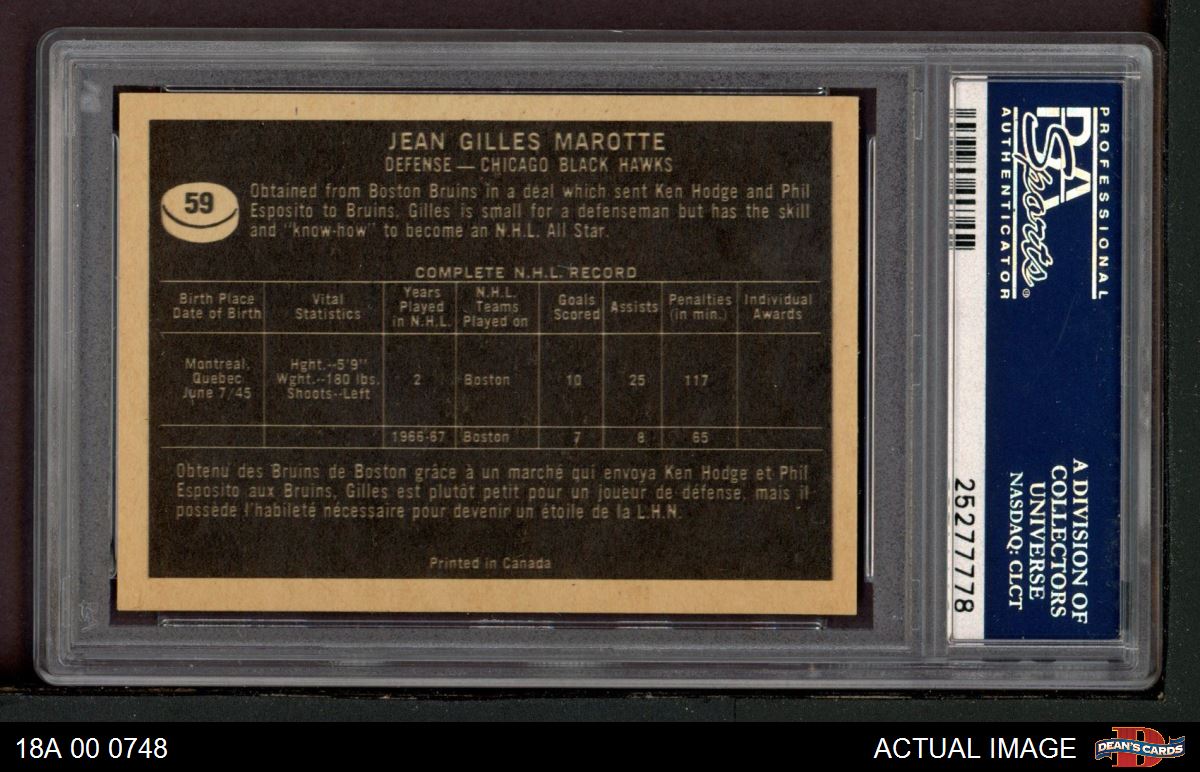 JEAN GILLES MAROTTE
DEFENSE — CHICAGO BLACK HAWKS
59
Obtained from Boston Bruins in a deal which sent Ken Hodge and Phil
Esposito to Bruins. Gilles is small for a defenseman but has the skill
and "know-how" to become an N.H.L. All Star.
COMPLETE N.H.L. RECORD
Birth Place
Date of Birth
Vital
Statistics
Years
Played
in N.H.L.
N.H.L.
Teams
Played on
Goals
Scored
Assists
Penalties
(in min.)
Individual
Awards
Montreal,
Quebec
June 7/45
Hght.--5'9"
Wght.--180 lbs.
Shoots--Left
2
Boston
10
25
117
1966-67
Boston
7
8
65
Obtenu des Bruins de Boston grâce à un marché qui envoya Ken Hodge et Phil
Esposito aux Bruins, Gilles est plutôt petit pour un joueur de défense, mais il
possède l'habileté nécessaire pour devenir un étoile de la L.H.N.
Printed in Canada
PROFESSIONAL
PSA
Sports®
AUTHENTICATOR
A DIVISION OF
COLLECTORS
UNIVERSE
NASDAQ: CLCT
25277778
18A 00 0748
ACTUAL IMAGE
D
DEAN'S CARDS